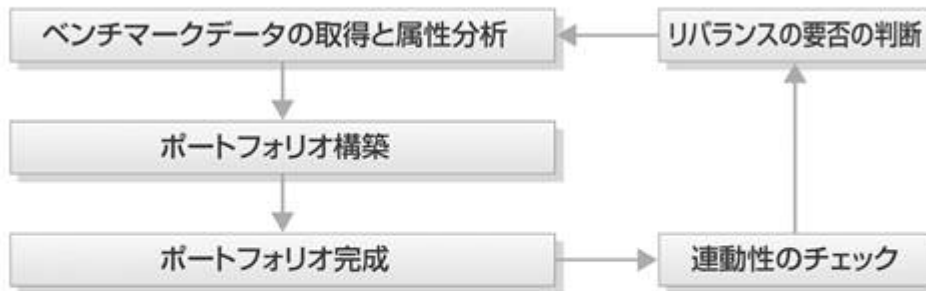 ベンチマークデータの取得と属性分析
リバランスの要否の判断
ポートフォリオ構築
ポートフォリオ完成
連動性のチェック